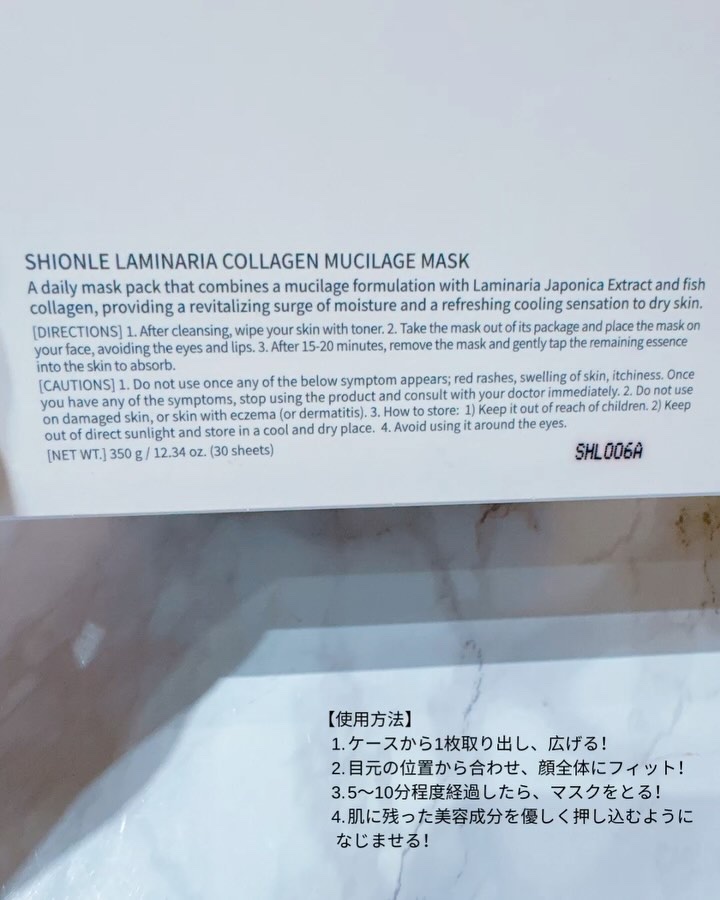 SHIONLE LAMINARIA COLLAGEN MUCILAGE MASK
A daily mask pack that combines a mucilage formulation with Laminaria Japonica Extract and fish
collagen, providing a revitalizing surge of moisture and a refreshing cooling sensation to dry skin.
[DIRECTIONS] 1. After cleansing, wipe your skin with toner. 2. Take the mask out of its package and place the mask on
your face, avoiding the eyes and lips. 3. After 15-20 minutes, remove the mask and gently tap the remaining essence
into the skin to absorb.
[CAUTIONS] 1. Do not use once any of the below symptom appears; red rashes, swelling of skin, itchiness. Once
you have any of the symptoms, stop using the product and consult with your doctor immediately. 2. Do not use
on damaged skin, or skin with eczema (or dermatitis). 3. How to store: 1) Keep it out of reach of children. 2) Keep
out of direct sunlight and store in a cool and dry place. 4. Avoid using it around the eyes.
[NET WT.] 350 g / 12.34 oz. (30 sheets)
SHL006A
【使用方法】
1.ケースから1枚取り出し、広げる！
2.目元の位置から合わせ、顔全体にフィット！
3.5〜10分程度経過したら、マスクをとる！
4.肌に残った美容成分を優しく押し込むように
なじませる！